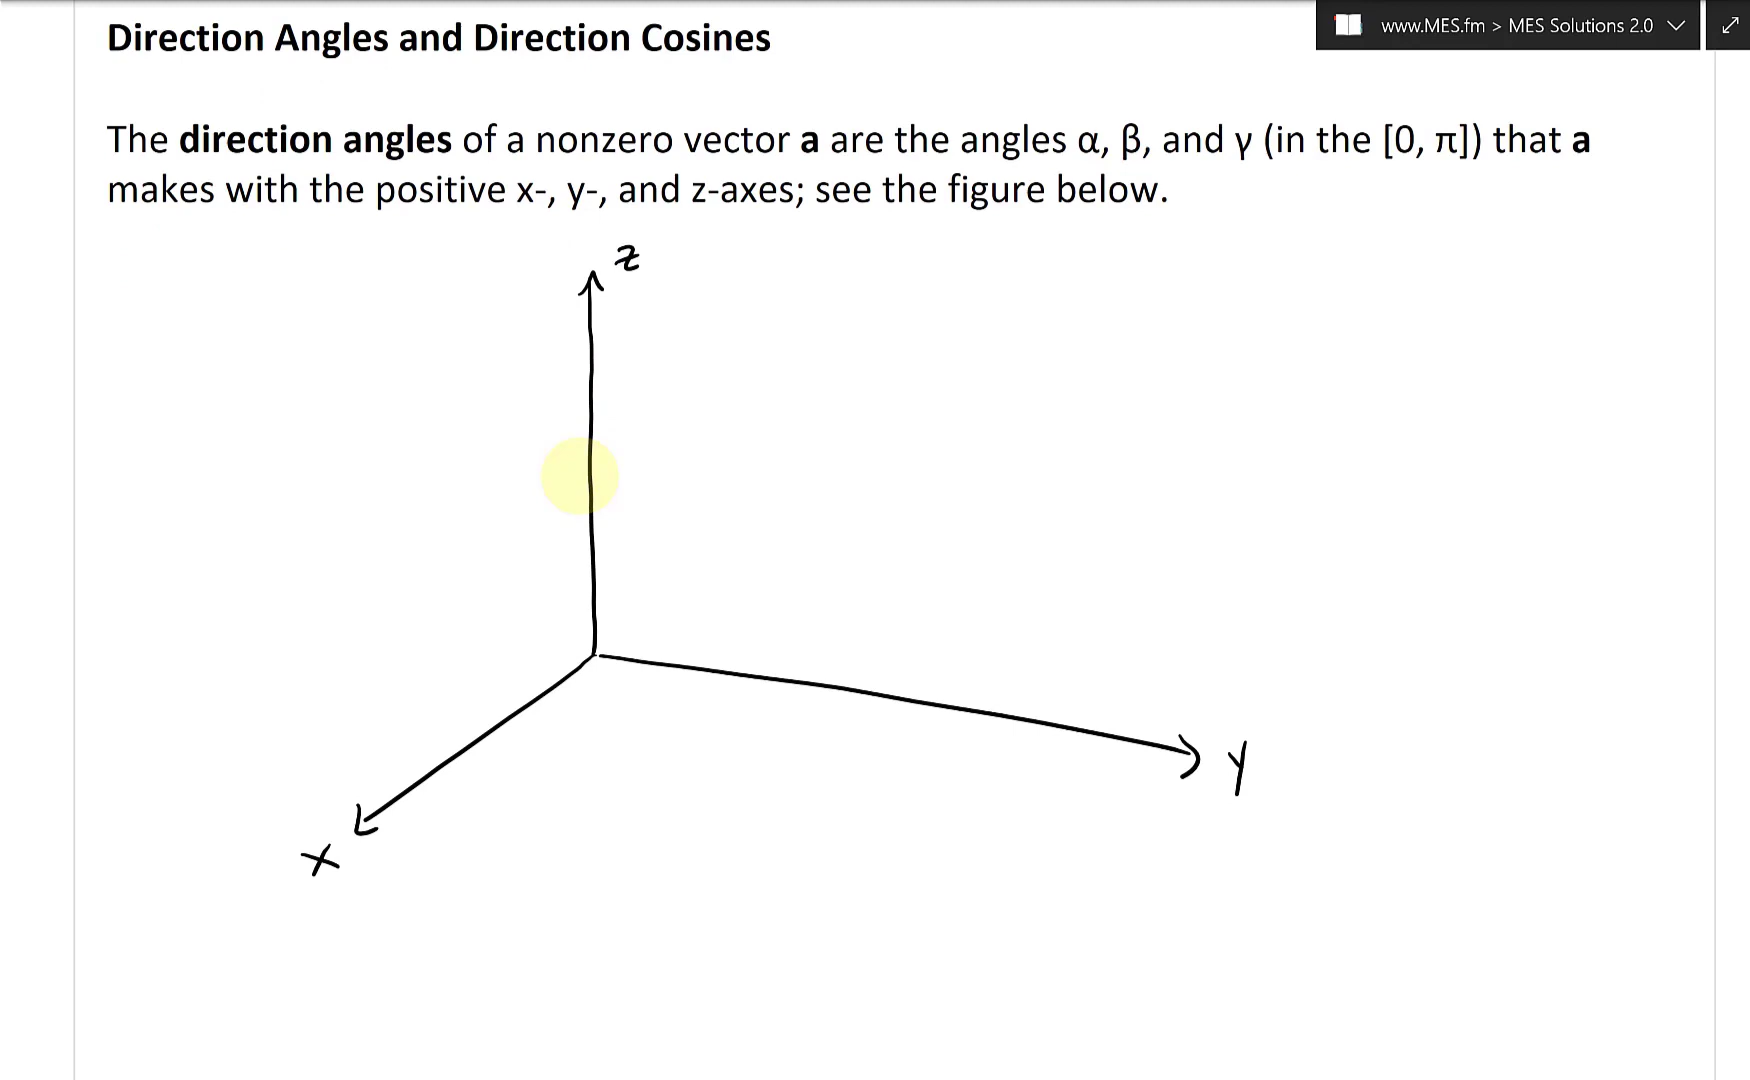 Direction Angles and Direction Cosines
www.MES.fm > MES Solutions 2.0
The direction angles of a nonzero vector a are the angles α, β, and γ (in the [0, π]) that a
makes with the positive x-, y-, and z-axes; see the figure below.
z
y
x